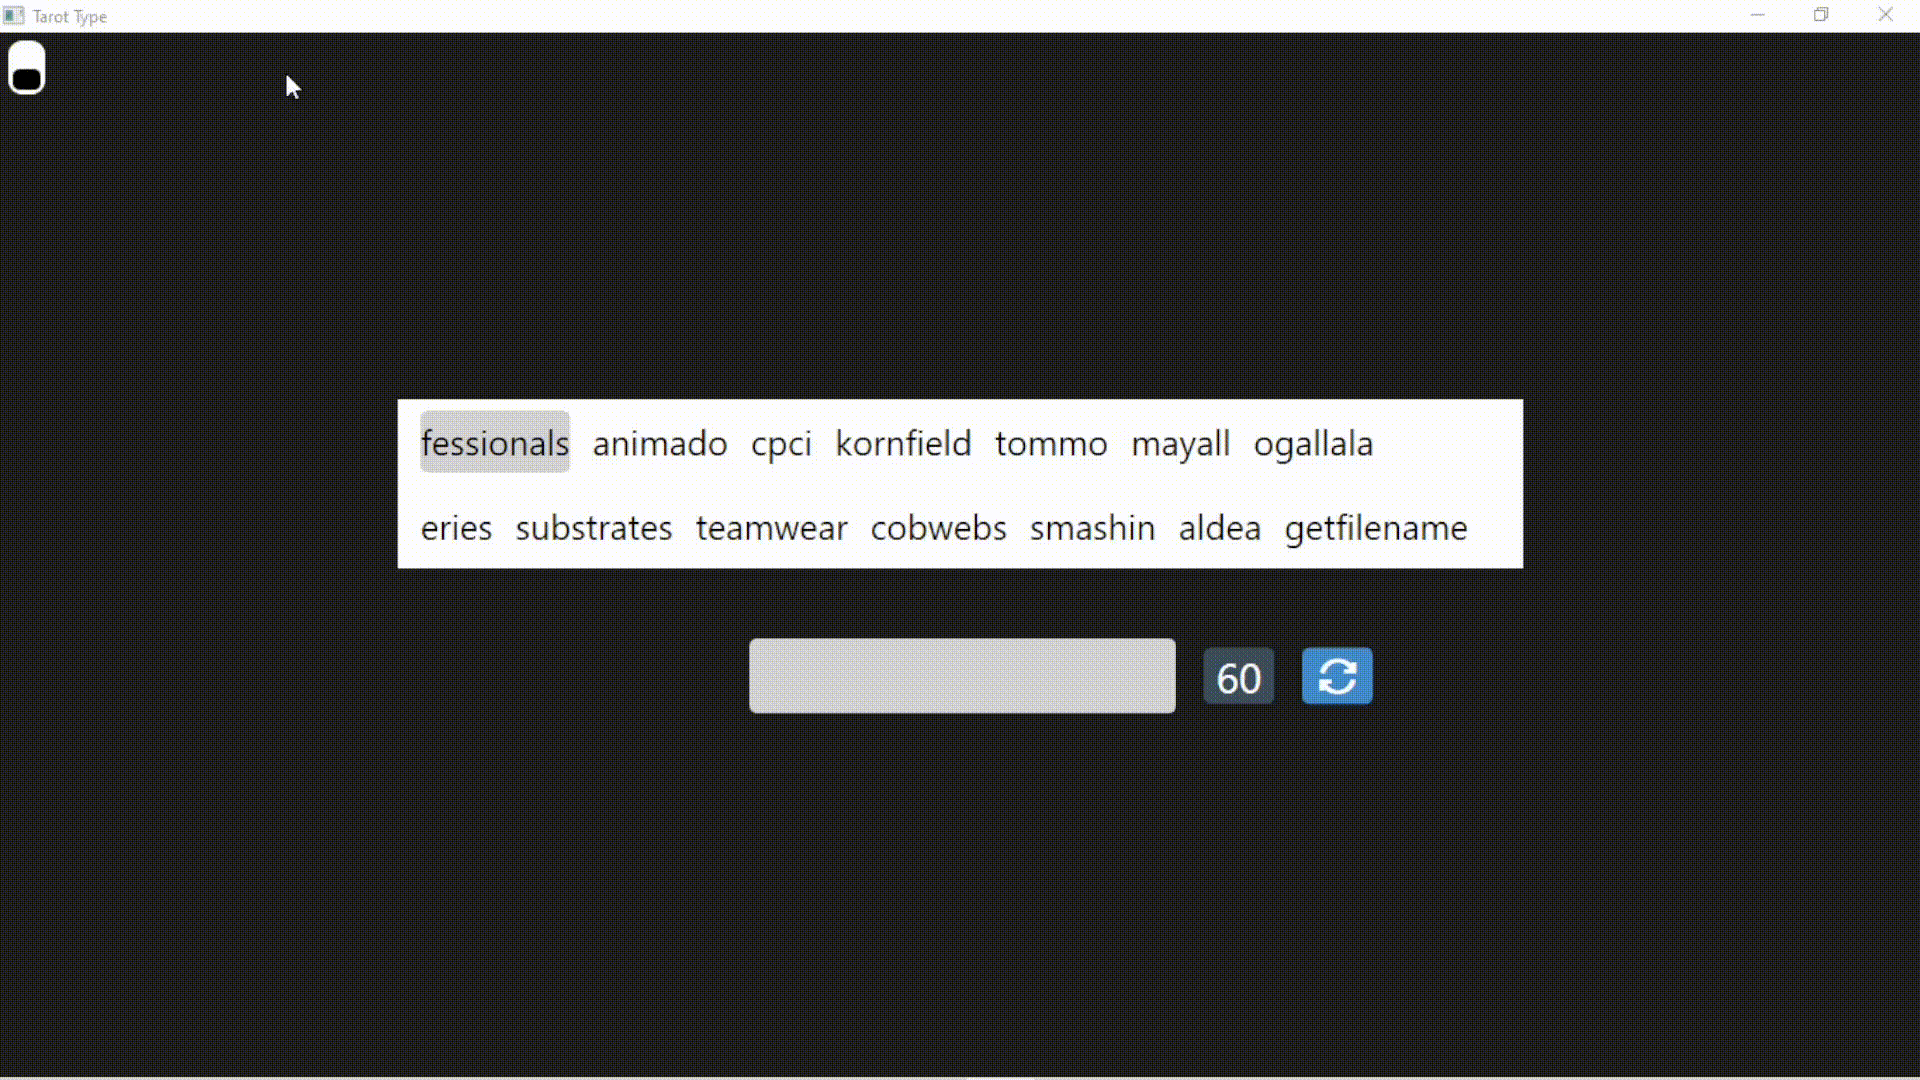 Tarot Type
fessionals animado cpci kornfield tommo mayall ogallala
eries substrates teamwear cobwebs smashin aldea getfilename
60